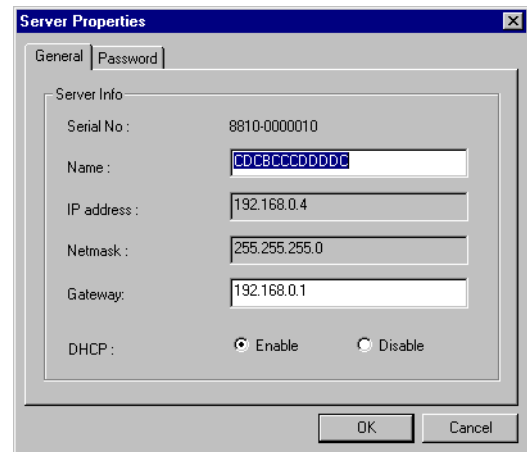 Server Properties
General Password
Server Info
Serial No : 8810-0000010
Name : CDCBCCCDDDDC
IP address : 192.168.0.4
Netmask : 255.255.255.0
Gateway: 192.168.0.1
DHCP : Enable Disable
OK Cancel